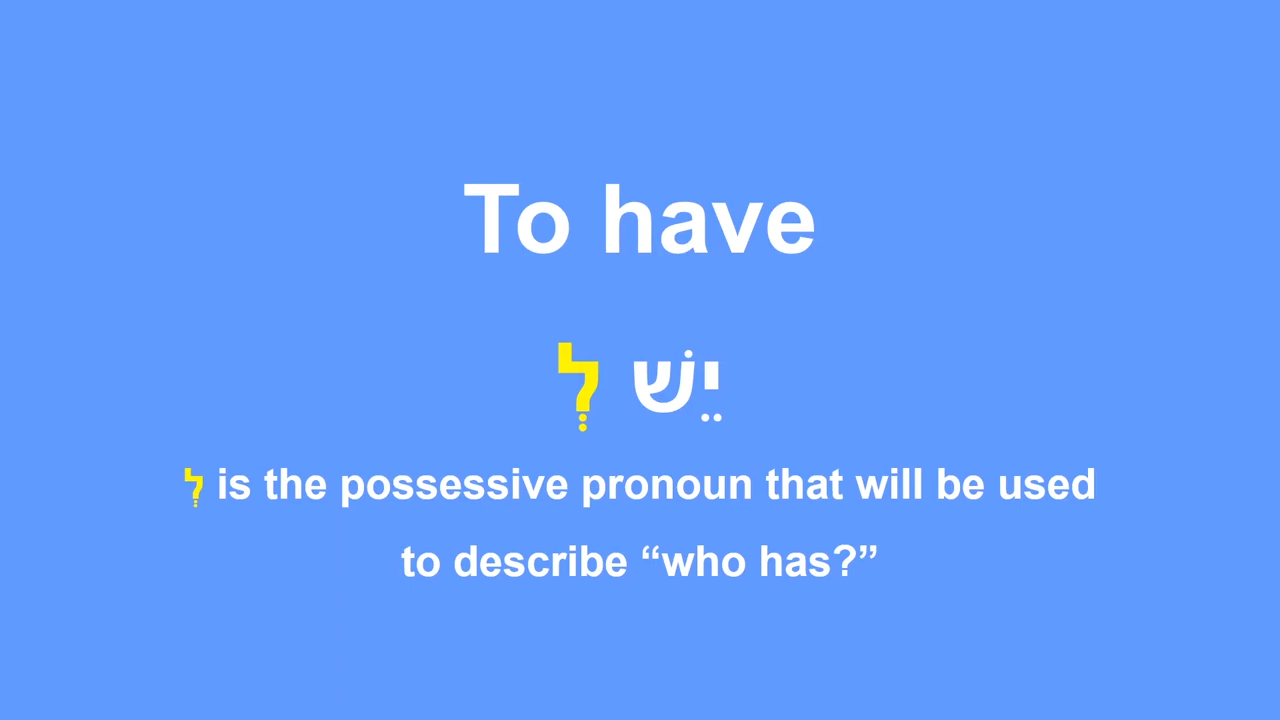 To have
יֵשׁ לְ
לְ is the possessive pronoun that will be used
to describe “who has?”